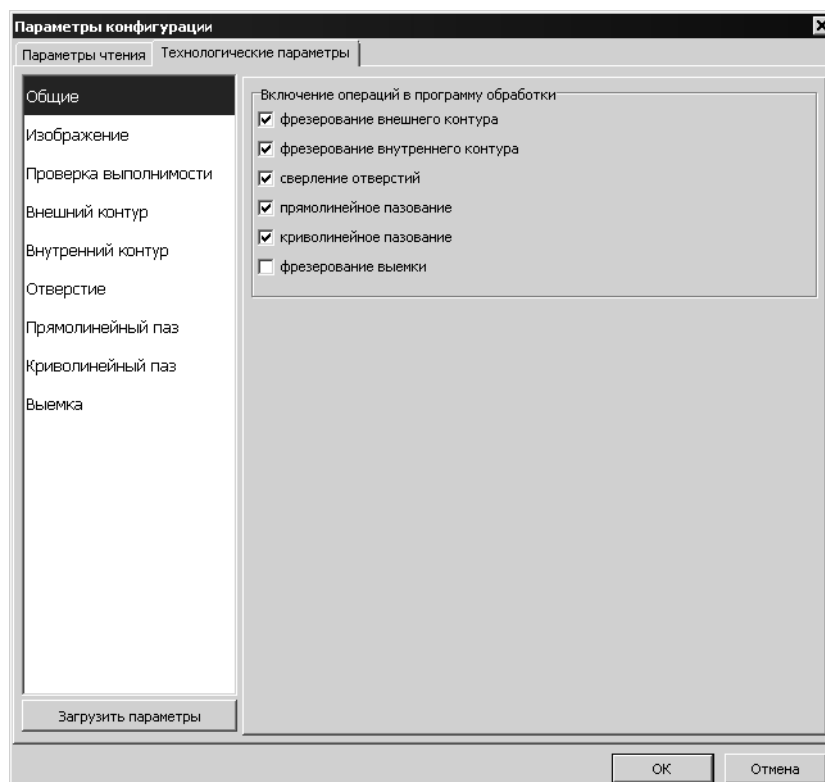 Параметры конфигурации
Параметры чтения Технологические параметры
Общие
Изображение
Проверка выполнимости
Внешний контур
Внутренний контур
Отверстие
Прямолинейный паз
Криволинейный паз
Выемка
Загрузить параметры
Включение операций в программу обработки
фрезерование внешнего контура
фрезерование внутреннего контура
сверление отверстий
прямолинейное пазование
криволинейное пазование
фрезерование выемки
OK Отмена